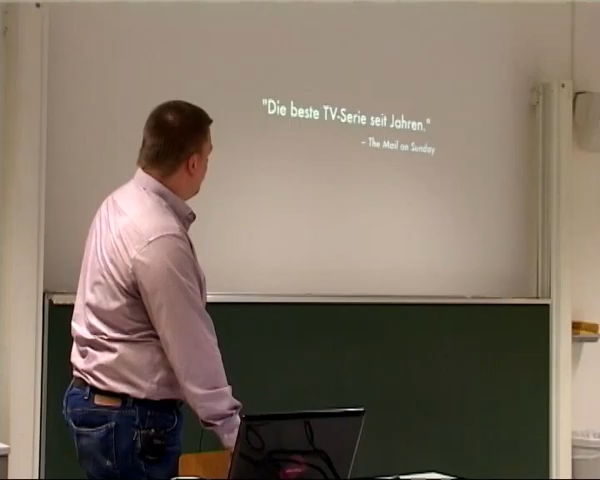 "Die beste TV-Serie seit Jahren."
– The Mail on Sunday